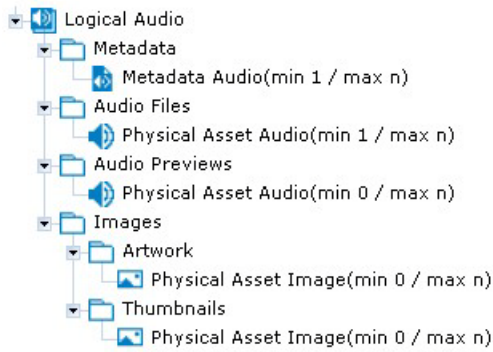 Logical Audio
Metadata
Metadata Audio(min 1 / max n)
Audio Files
Physical Asset Audio(min 1 / max n)
Audio Previews
Physical Asset Audio(min 0 / max n)
Images
Artwork
Physical Asset Image(min 0 / max n)
Thumbnails
Physical Asset Image(min 0 / max n)